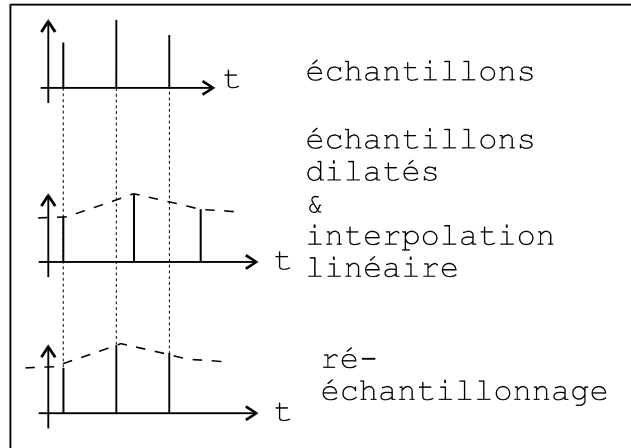 t
échantillons
échantillons
dilatés
&
interpolation
linéaire
t
ré-
échantillonnage
t